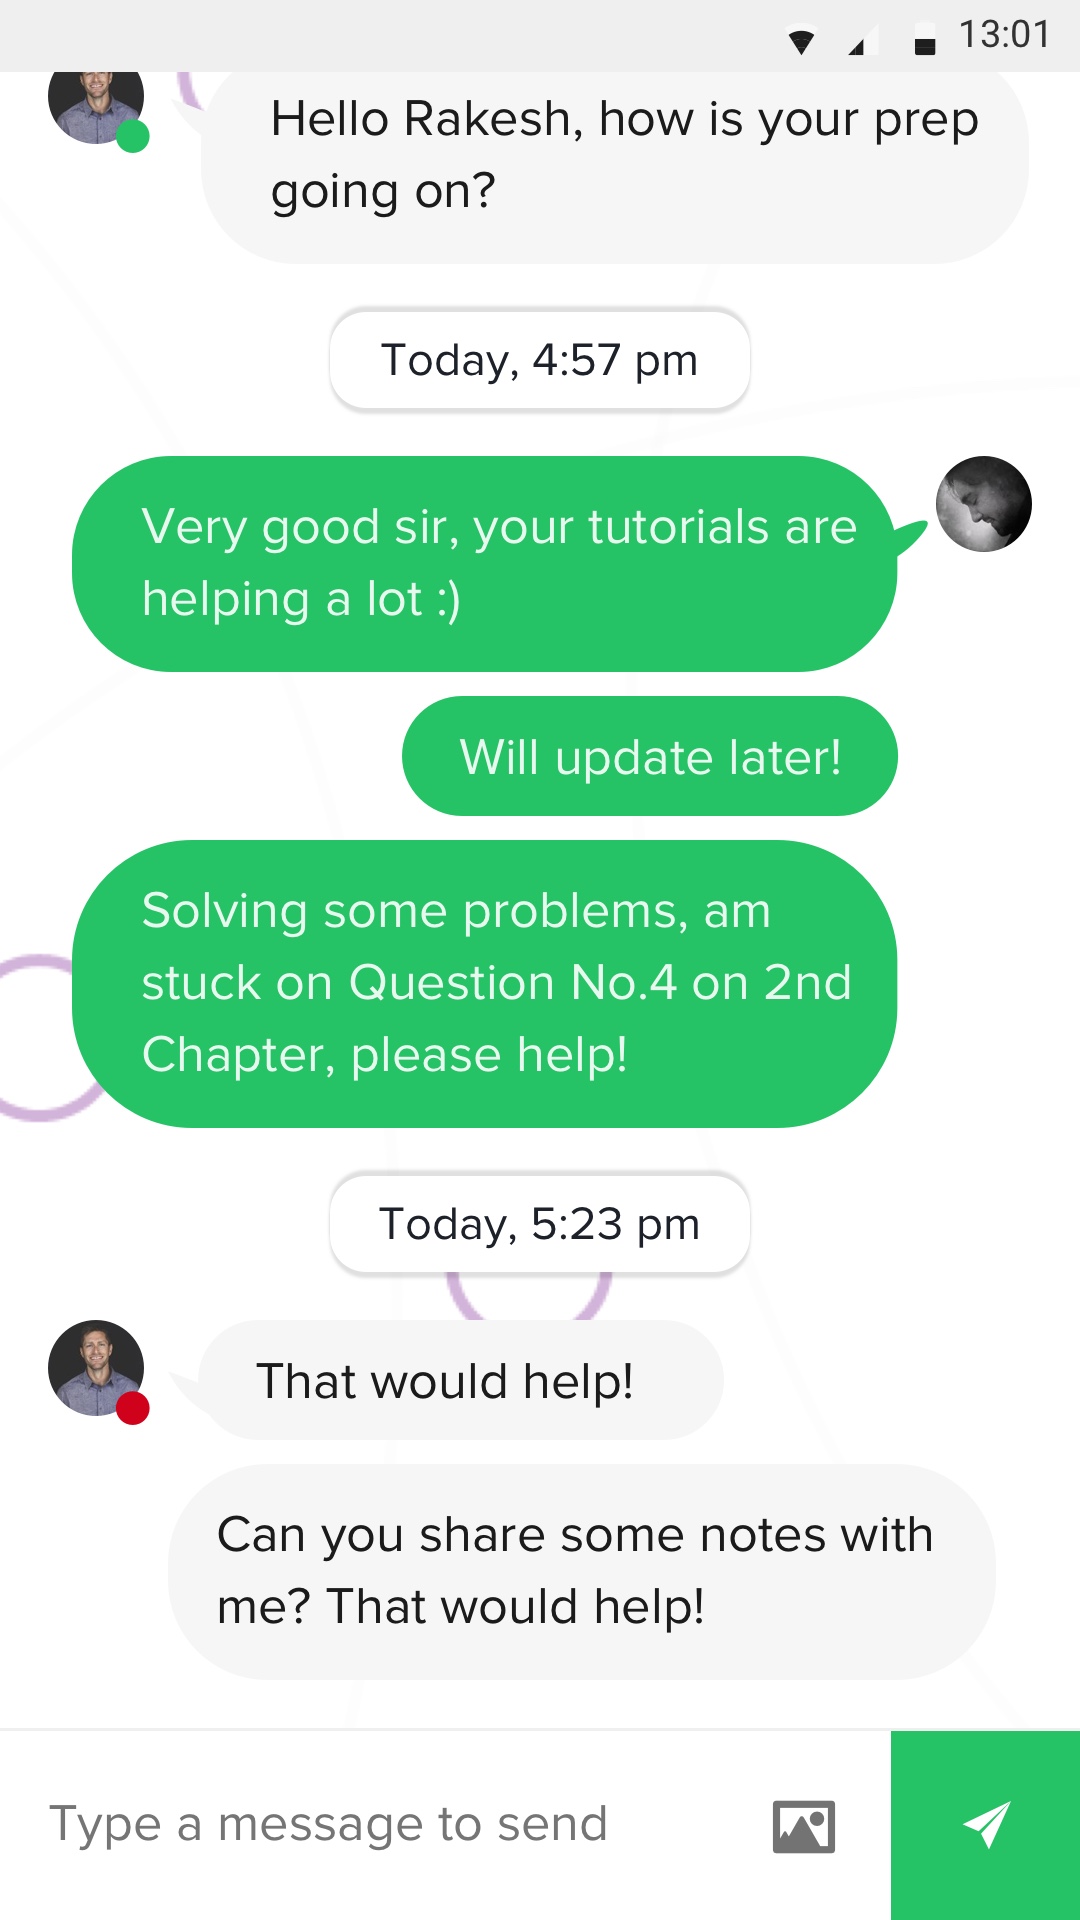 13:01
Hello Rakesh, how is your prep
going on?
Today, 4:57 pm
Very good sir, your tutorials are
helping a lot :)
Will update later!
Solving some problems, am
stuck on Question No.4 on 2nd
Chapter, please help!
Today, 5:23 pm
That would help!
Can you share some notes with
me? That would help!
Type a message to send